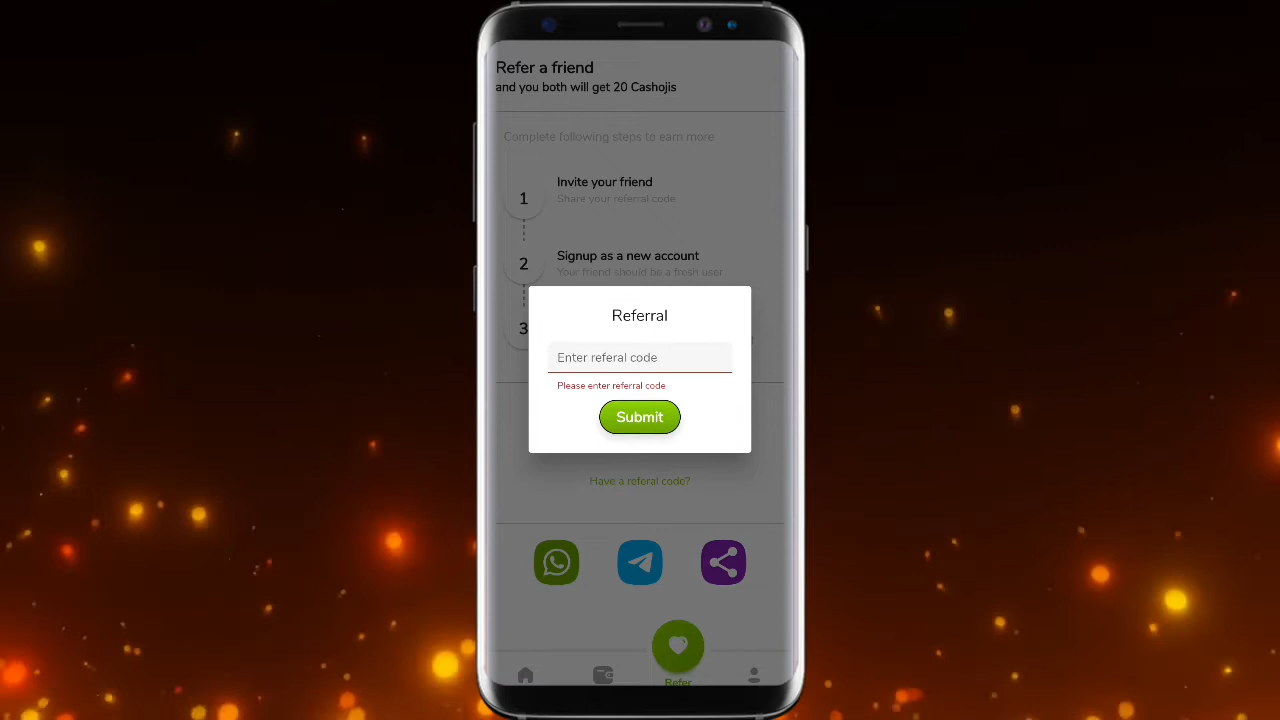 Refer a friend
and you both will get 20 Cashojis
Complete following steps to earn more
1
Invite your friend
Share your referral code
2
Signup as a new account
Your friend should be a fresh user
3
Referral
Enter referal code
Please enter referral code
Submit
Have a referal code?
Refer